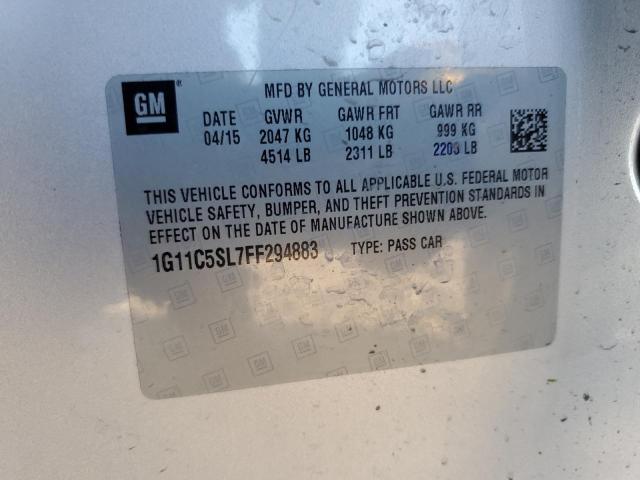 GM
MFD BY GENERAL MOTORS LLC
DATE GVWR GAWR FRT GAWR RR
04/15 2047 KG 1048 KG 999 KG
4514 LB 2311 LB 2203 LB
THIS VEHICLE CONFORMS TO ALL APPLICABLE U.S. FEDERAL MOTOR
VEHICLE SAFETY, BUMPER, AND THEFT PREVENTION STANDARDS IN
EFFECT ON THE DATE OF MANUFACTURE SHOWN ABOVE.
1G11C5SL7FF294883 TYPE: PASS CAR